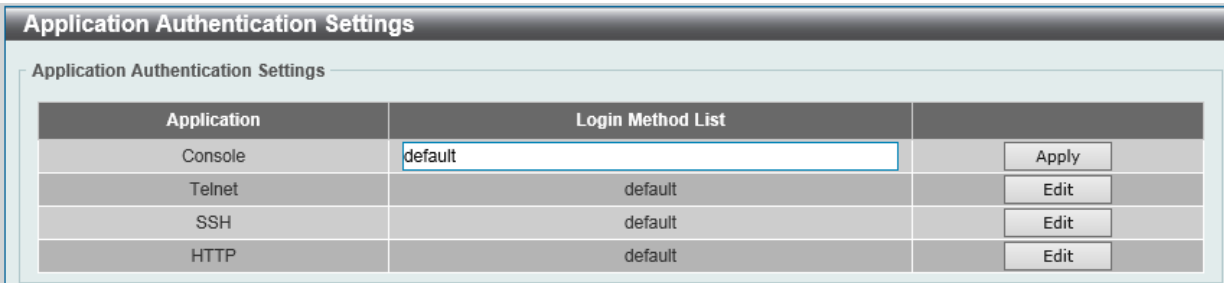 Application Authentication Settings
Application Authentication Settings
Application Login Method List
Console default Apply
Telnet default Edit
SSH default Edit
HTTP default Edit